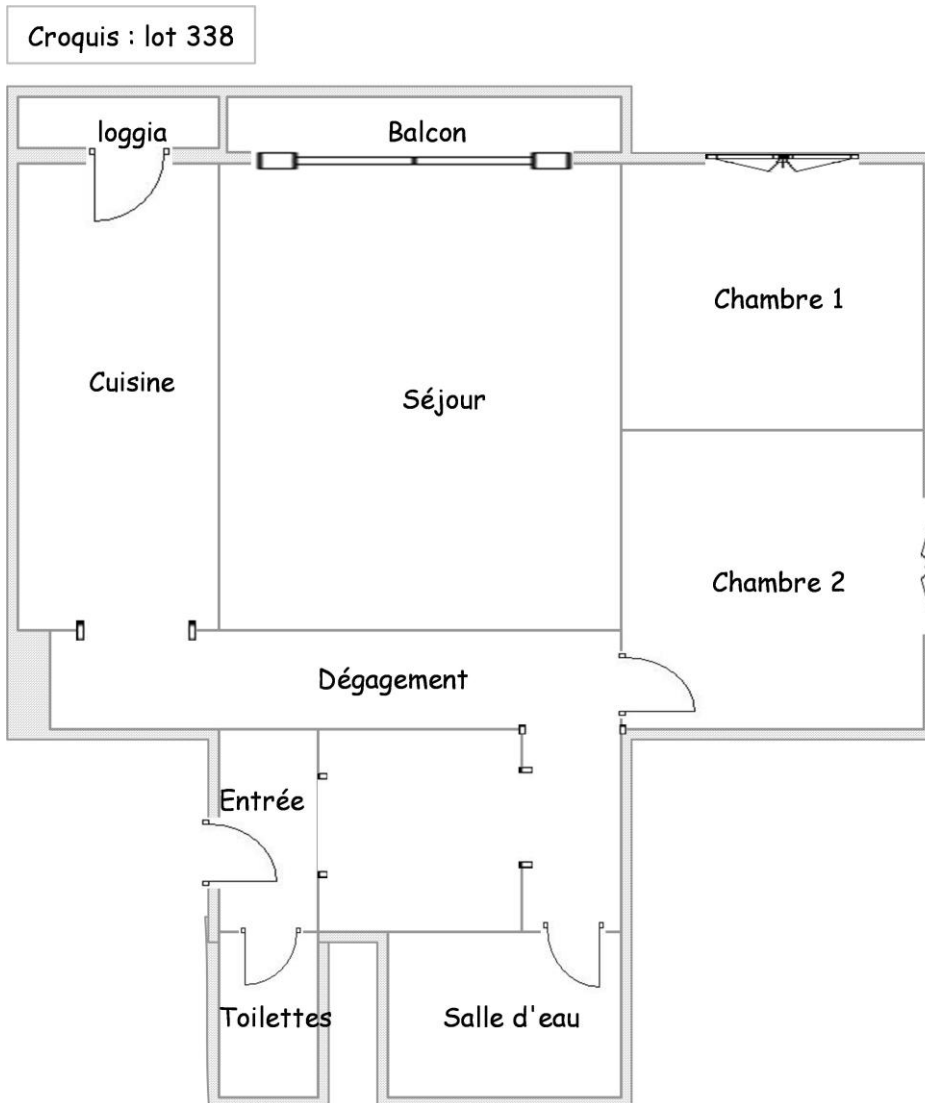 Croquis : lot 338
loggia
Balcon
Chambre 1
Cuisine
Séjour
Chambre 2
Dégagement
Entrée
Toilettes
Salle d'eau